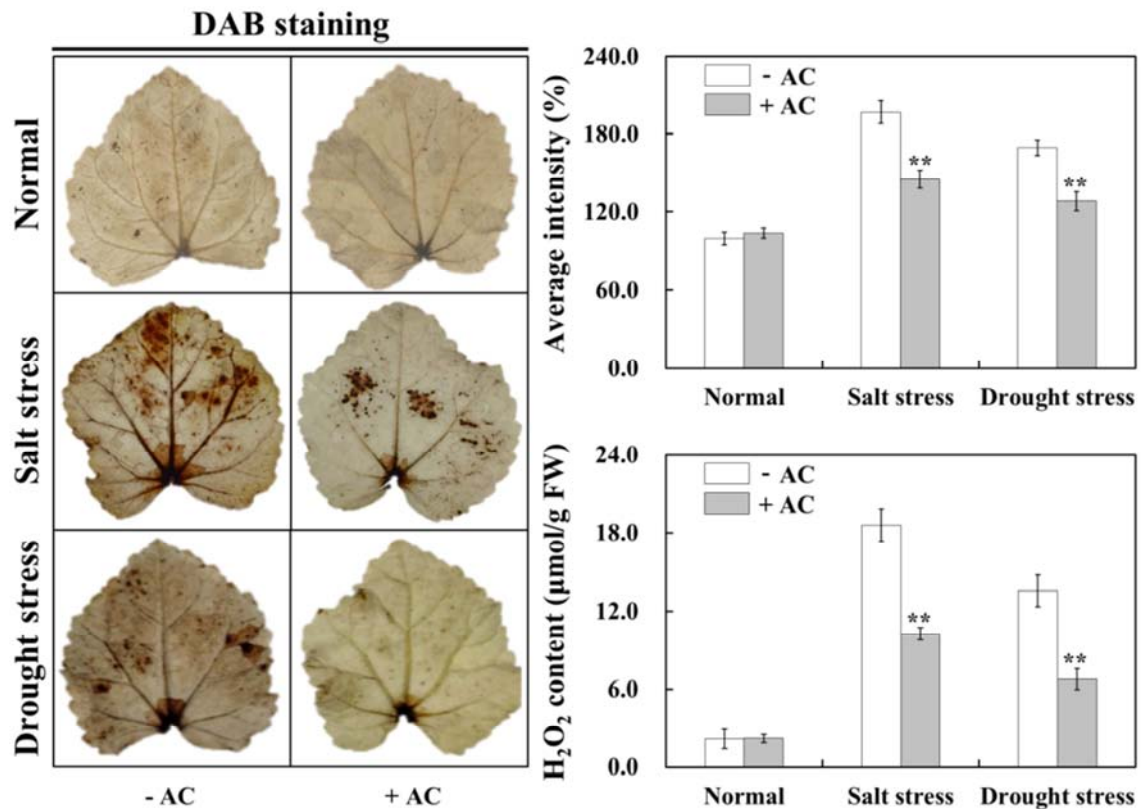 DAB staining
Normal
Salt stress
Drought stress
- AC
+ AC
Average intensity (%)
240.0
180.0
120.0
60.0
0.0
- AC
+ AC
**
**
Normal
Salt stress
Drought stress
H₂O₂ content (μmol/g FW)
24.0
18.0
12.0
6.0
0.0
- AC
+ AC
**
**
Normal
Salt stress
Drought stress